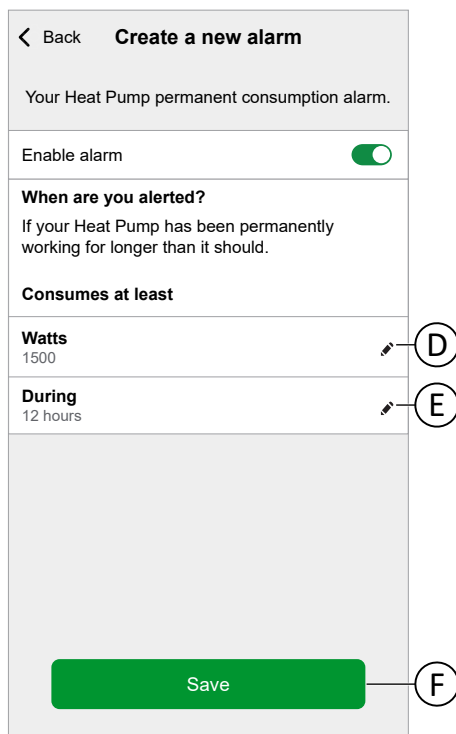 Back Create a new alarm
Your Heat Pump permanent consumption alarm.
Enable alarm
When are you alerted?
If your Heat Pump has been permanently
working for longer than it should.
Consumes at least
Watts
1500
D
During
12 hours
E
Save
F